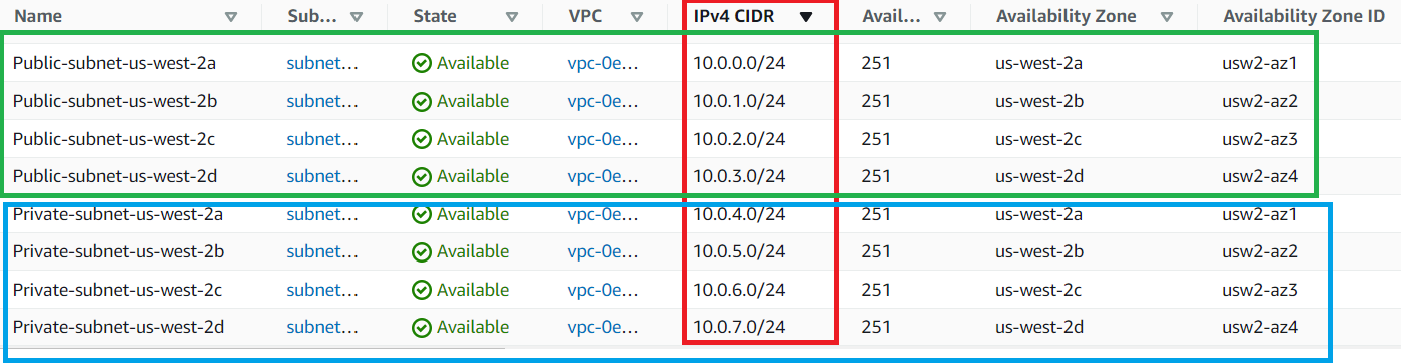 Name Sub... State VPC IPv4 CIDR Avail... Availability Zone Availability Zone ID
Public-subnet-us-west-2a subnet... Available vpc-0e... 10.0.0.0/24 251 us-west-2a usw2-az1
Public-subnet-us-west-2b subnet... Available vpc-0e... 10.0.1.0/24 251 us-west-2b usw2-az2
Public-subnet-us-west-2c subnet... Available vpc-0e... 10.0.2.0/24 251 us-west-2c usw2-az3
Public-subnet-us-west-2d subnet... Available vpc-0e... 10.0.3.0/24 251 us-west-2d usw2-az4
Private-subnet-us-west-2a subnet... Available vpc-0e... 10.0.4.0/24 251 us-west-2a usw2-az1
Private-subnet-us-west-2b subnet... Available vpc-0e... 10.0.5.0/24 251 us-west-2b usw2-az2
Private-subnet-us-west-2c subnet... Available vpc-0e... 10.0.6.0/24 251 us-west-2c usw2-az3
Private-subnet-us-west-2d subnet... Available vpc-0e... 10.0.7.0/24 251 us-west-2d usw2-az4